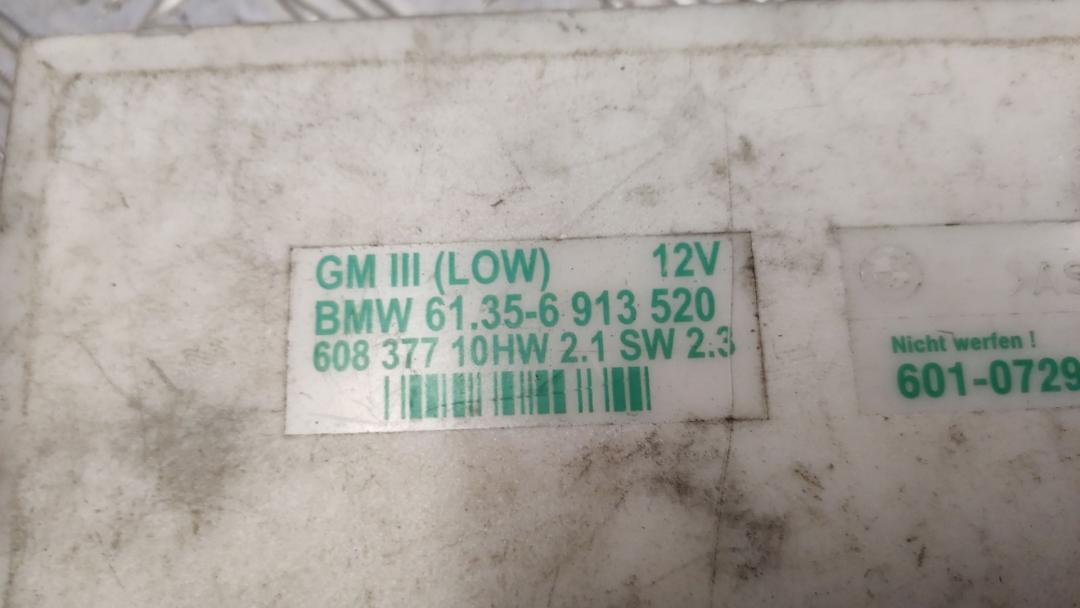 GM III (LOW) 12V
BMW 61.35-6 913 520
608 377 10HW 2.1 SW 2.3
Nicht werfen !
601-0729